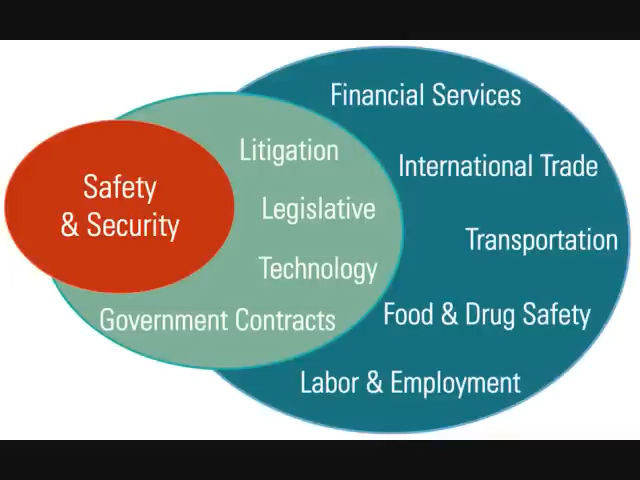 Financial Services
Litigation
International Trade
Safety
& Security
Legislative
Transportation
Technology
Government Contracts
Food & Drug Safety
Labor & Employment